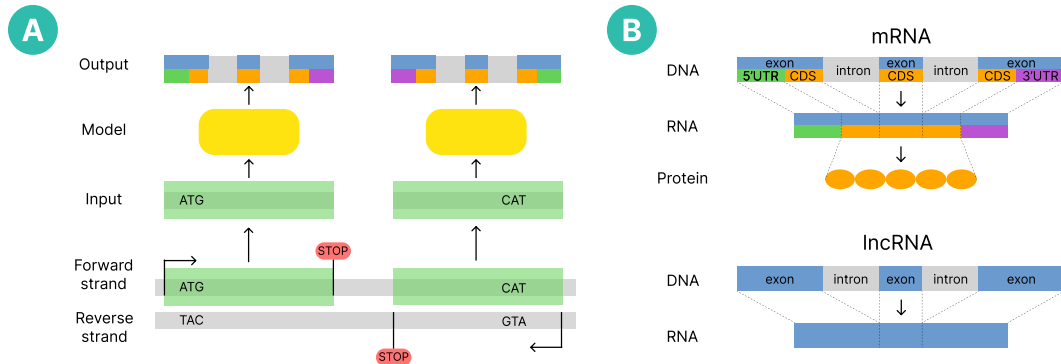 A
Output
Model
Input
ATG
CAT
STOP
Forward
strand
ATG
CAT
Reverse
strand
TAC
GTA
STOP
B
mRNA
DNA
exon
intron
exon
intron
exon
5'UTR
CDS
CDS
CDS
3'UTR
RNA
Protein
lncRNA
DNA
exon
intron
exon
intron
exon
RNA